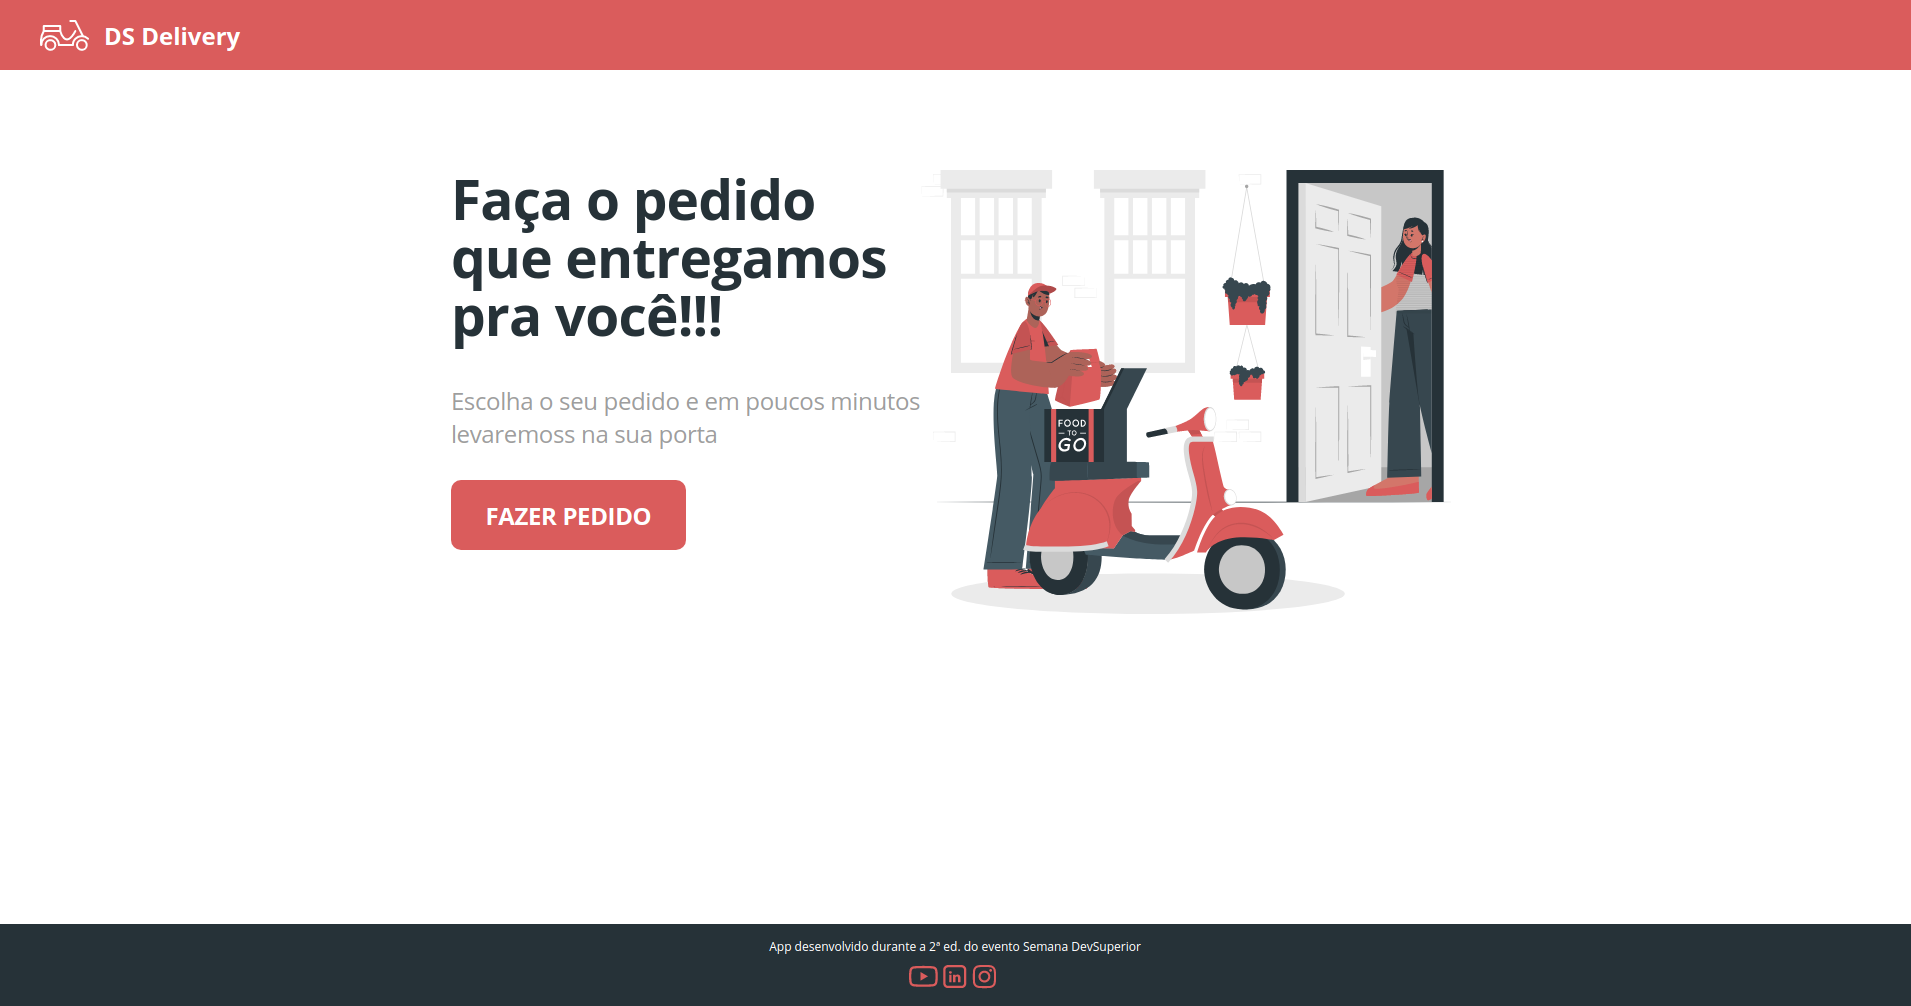 DS Delivery
Faça o pedido
que entregamos
pra você!!!
Escolha o seu pedido e em poucos minutos
levaremoss na sua porta
FAZER PEDIDO
FOOD
TO
GO
App desenvolvido durante a 2ª ed. do evento Semana DevSuperior
in